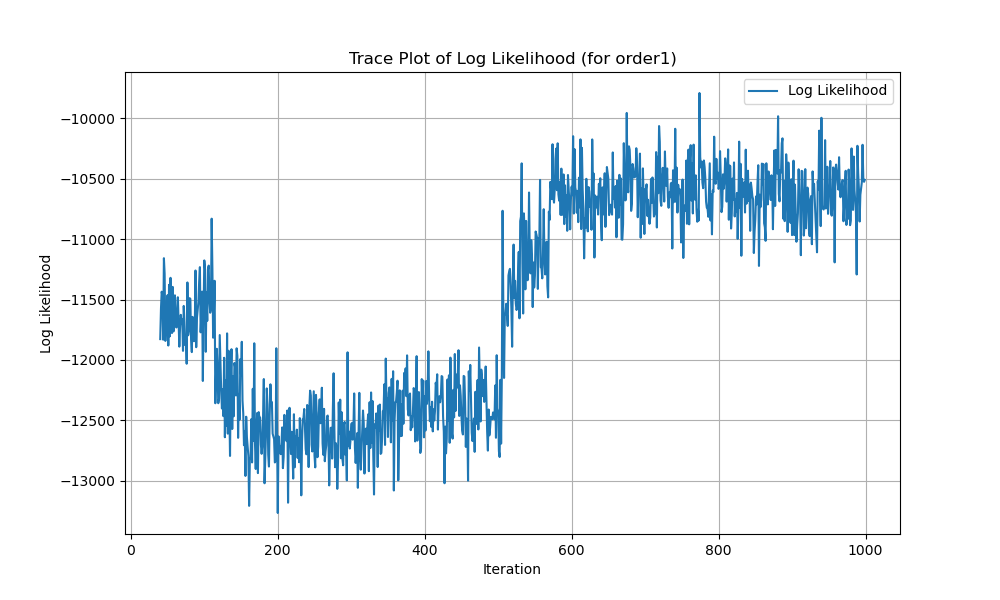 Trace Plot of Log Likelihood (for order1)
Log Likelihood
−10000
−10500
−11000
−11500
−12000
−12500
−13000
Log Likelihood
0 200 400 600 800 1000
Iteration